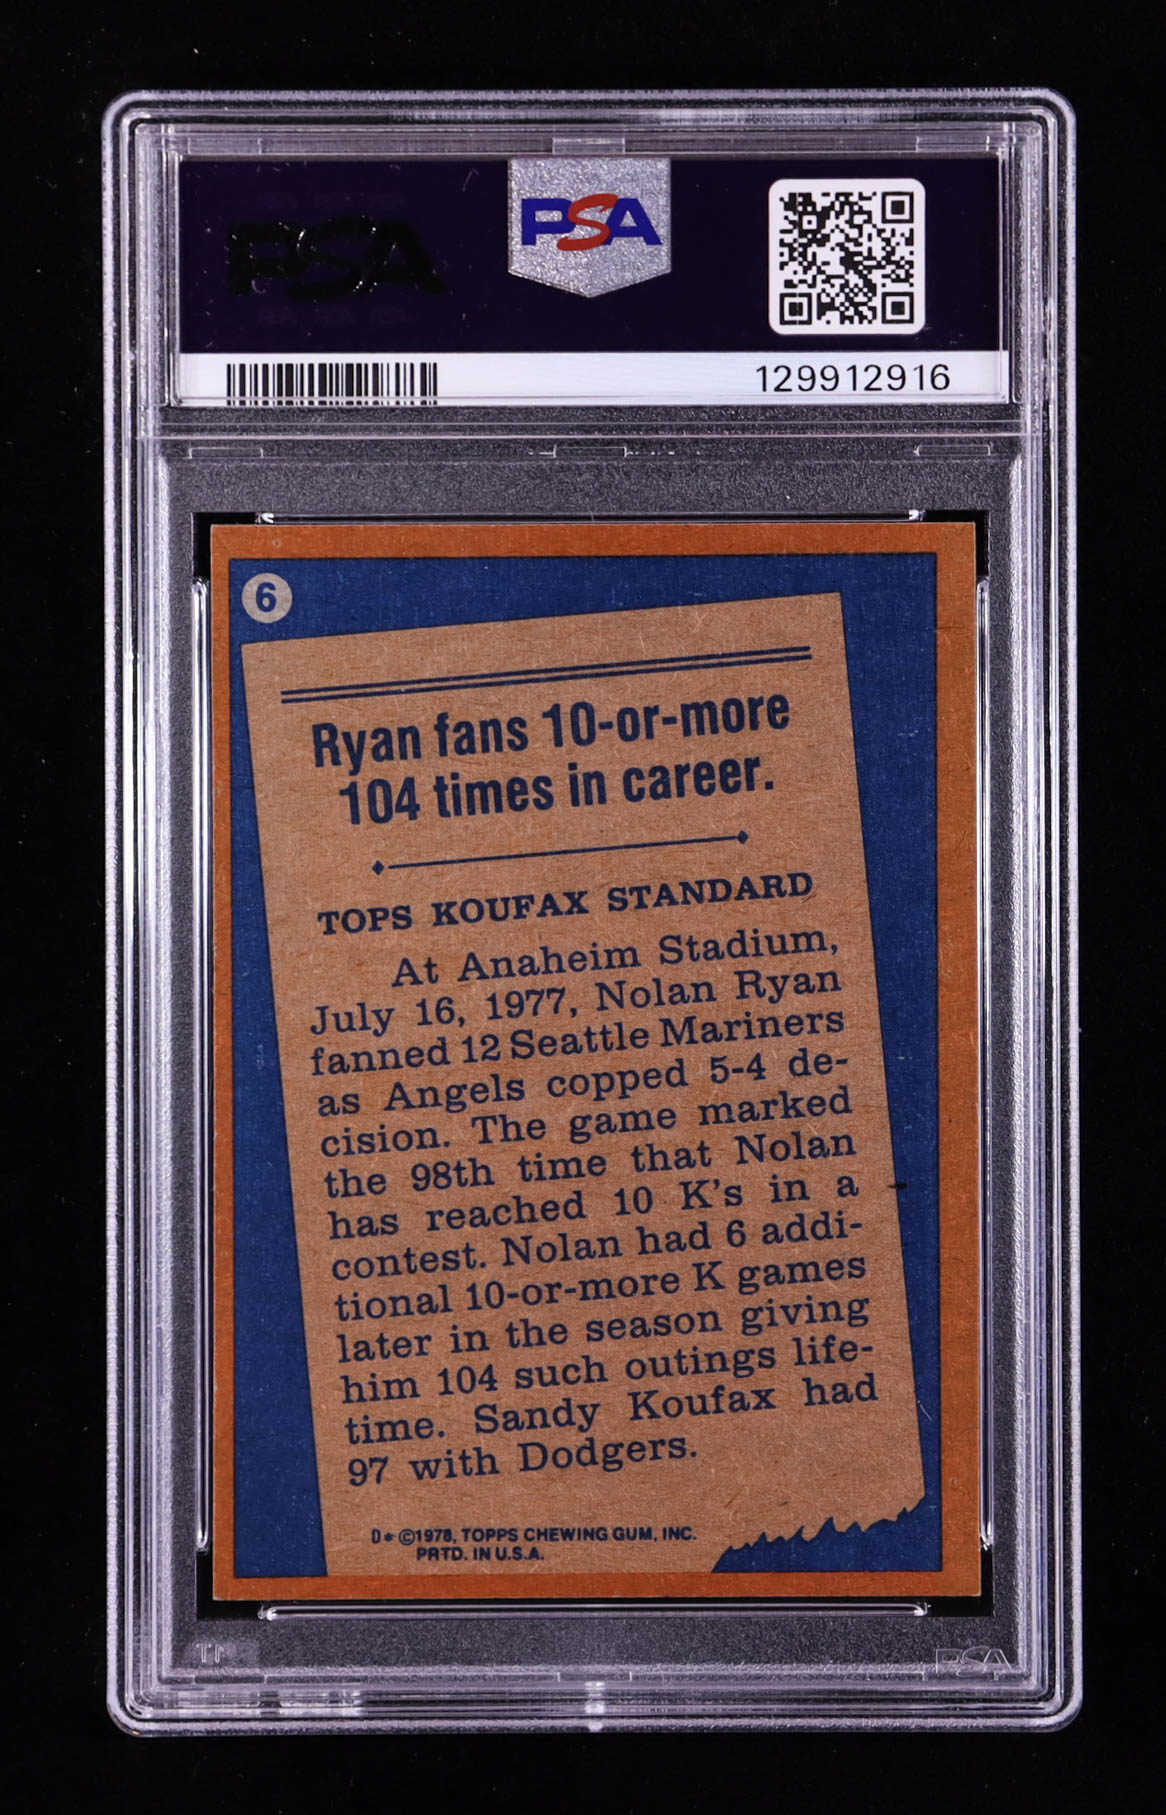 PSA
PSA
129912916
6
Ryan fans 10-or-more
104 times in career.
TOPS KOUFAX STANDARD
At Anaheim Stadium,
July 16, 1977, Nolan Ryan
fanned 12 Seattle Mariners
as Angels copped 5-4 de-
cision. The game marked
the 98th time that Nolan
has reached 10 K's in a
contest. Nolan had 6 addi-
tional 10-or-more K games
later in the season giving
him 104 such outings life-
time. Sandy Koufax had
97 with Dodgers.
D* ©1978, TOPPS CHEWING GUM, INC.
PRTD. IN U.S.A.
PSA